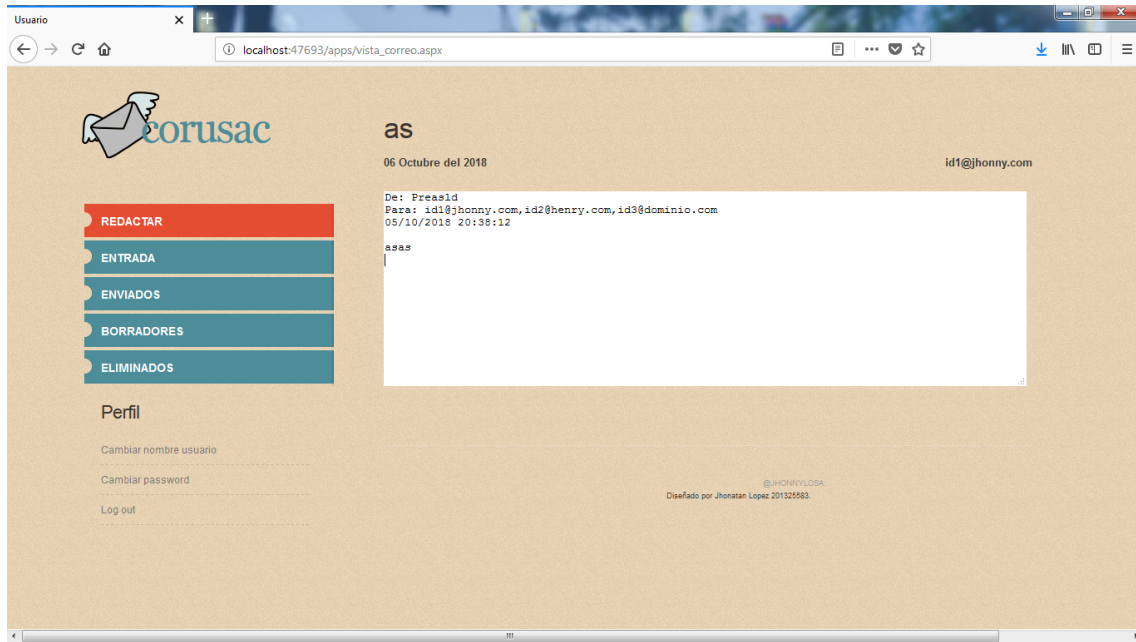 Usuario
localhost:47693/apps/vista_correo.aspx
corusac
as
06 Octubre del 2018 id1@jhonny.com
De: Preasld
Para: id1@jhonny.com,id2@henry.com,id3@dominio.com
05/10/2018 20:38:12
asas
REDACTAR
ENTRADA
ENVIADOS
BORRADORES
ELIMINADOS
Perfil
Cambiar nombre usuario
Cambiar password
Log out
@JHONNYLOSA.
Diseñado por Jhonatan Lopez 201325583.